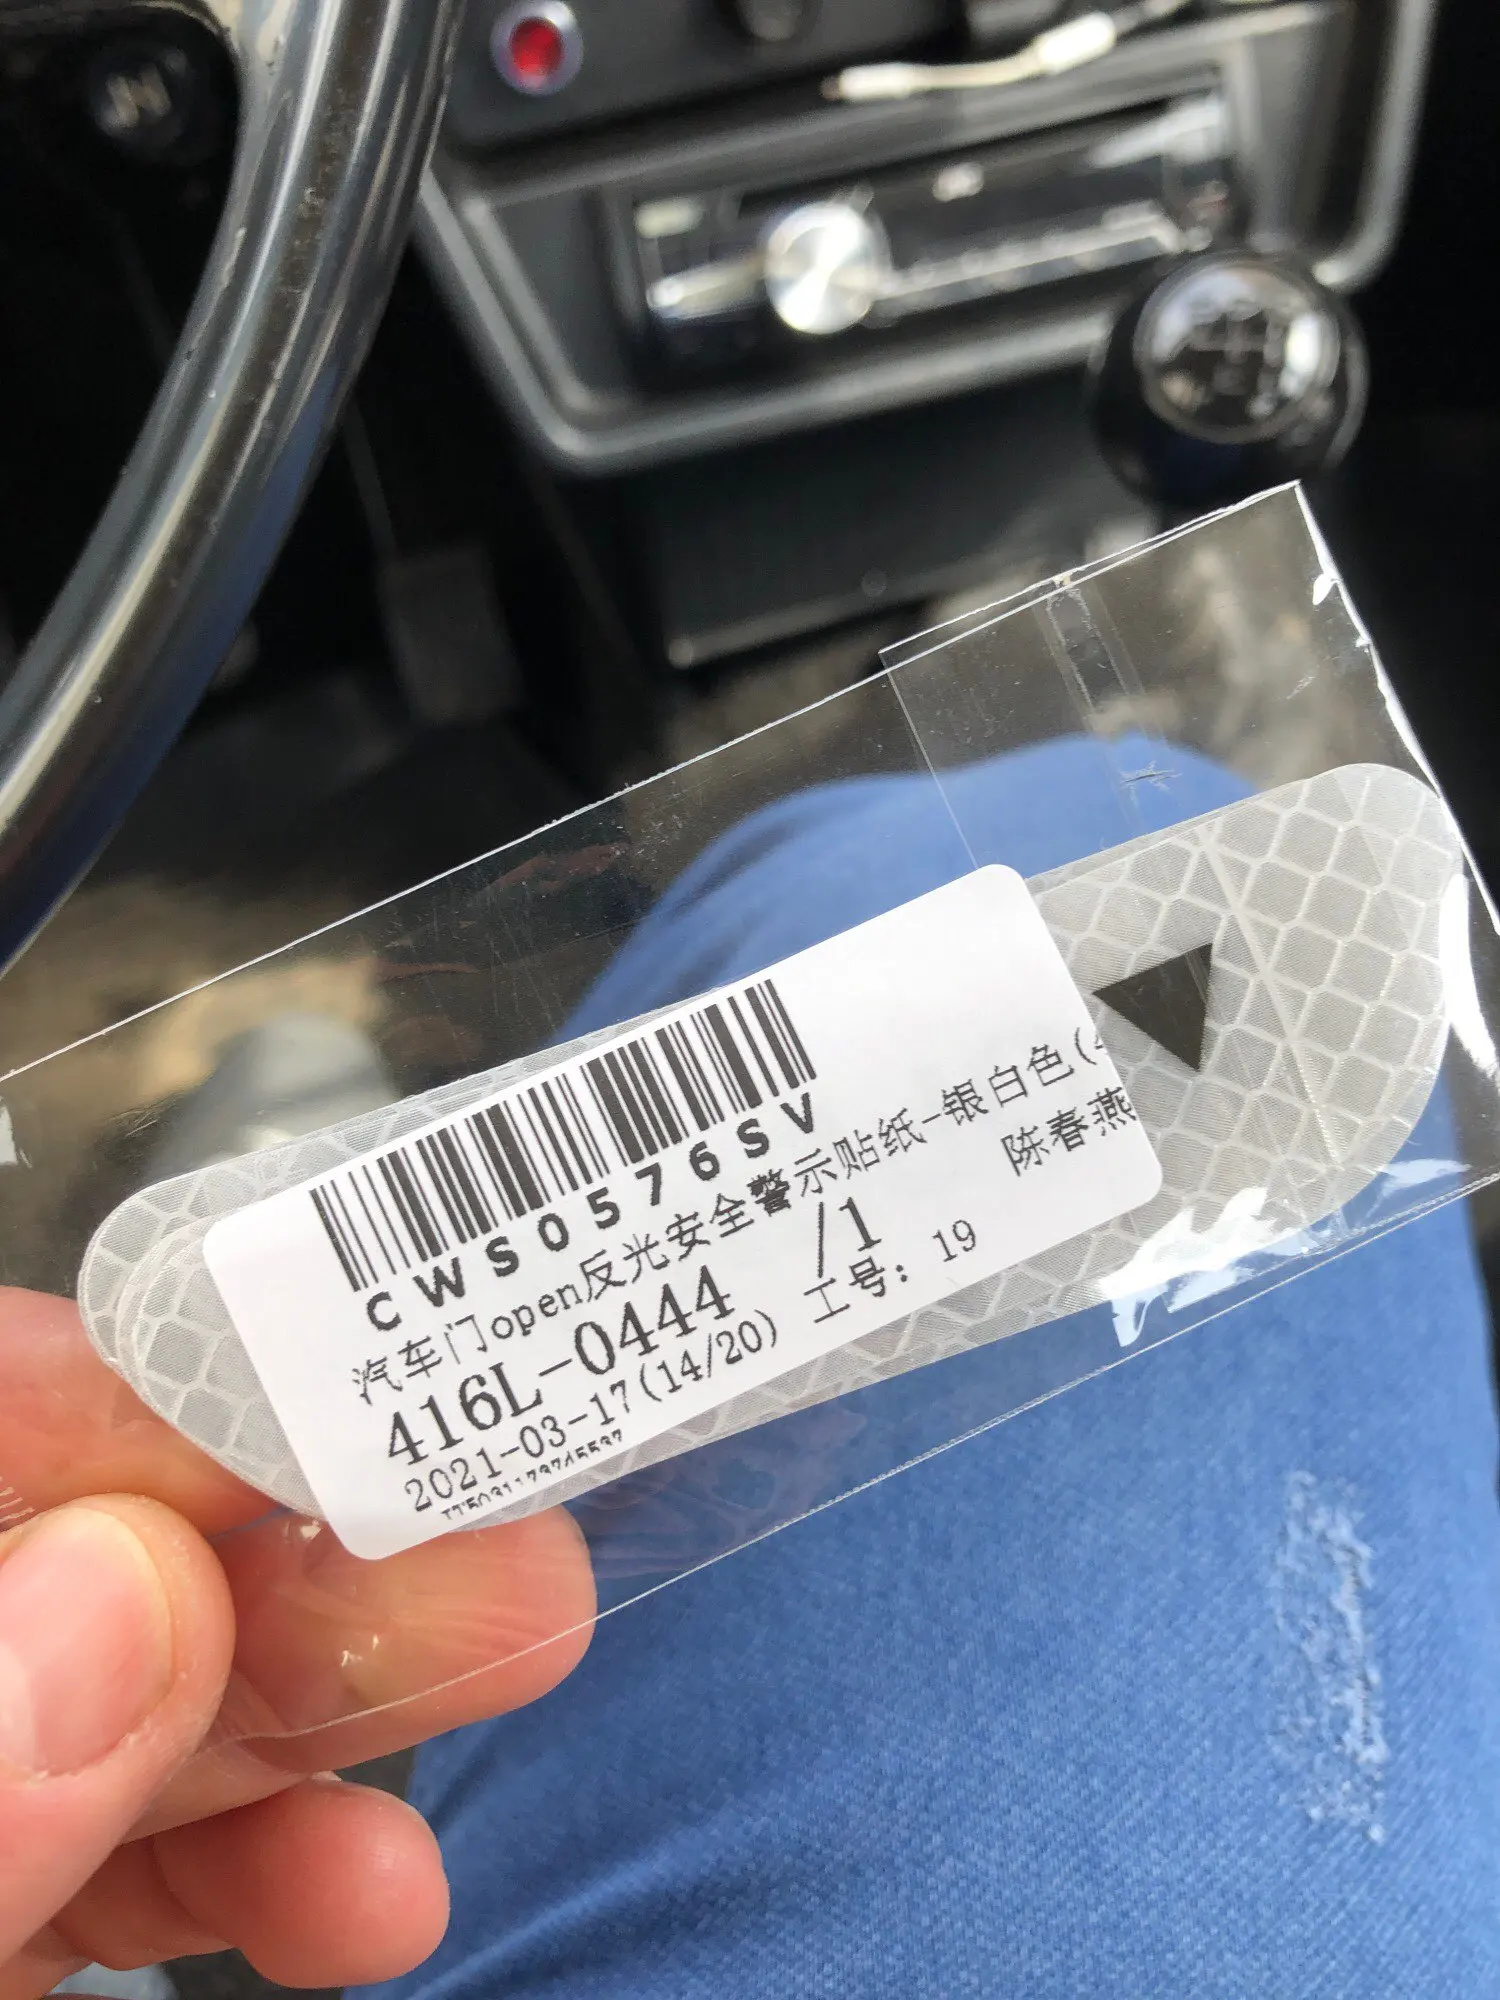 CWS0576SV
汽车门open反光安全警示贴纸-银白色(4
陈春燕
416L-0444 /1
2021-03-17(14/20) 工号: 19